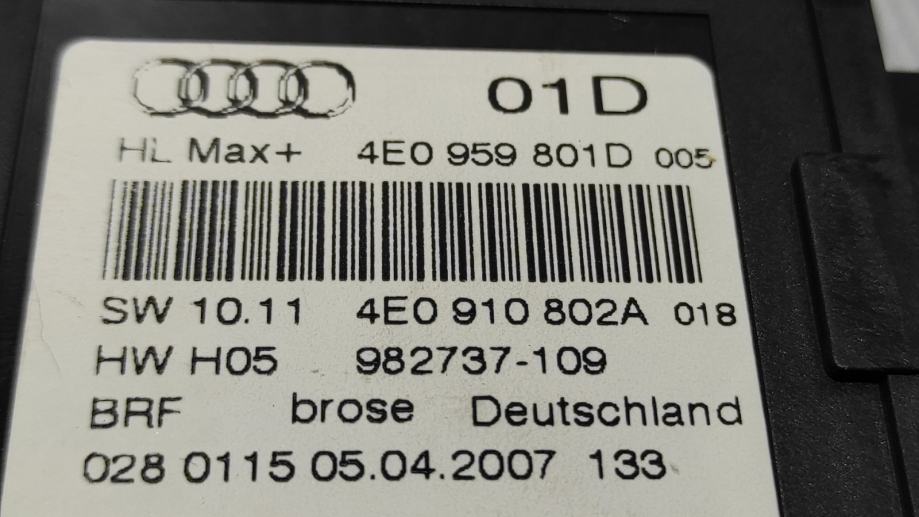 01D
HL Max+ 4E0 959 801D 005
SW 10.11 4E0 910 802A 018
HW H05 982737-109
BRF brose Deutschland
028 0115 05.04.2007 133